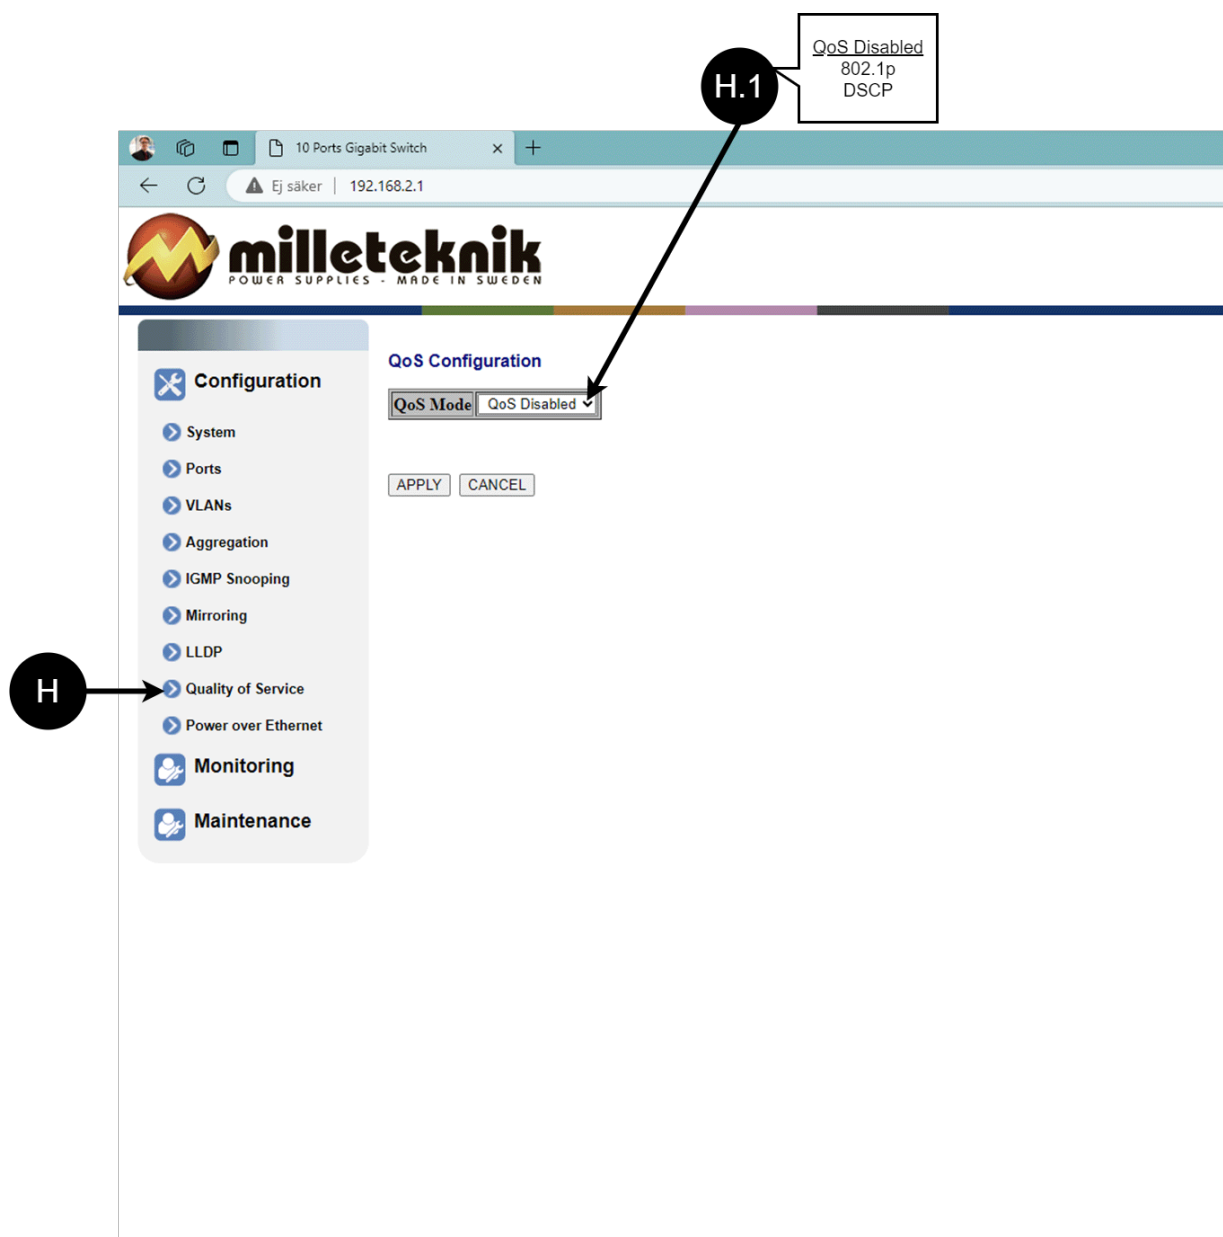 QoS Disabled
802.1p
DSCP
H.1
10 Ports Gigabit Switch
Ej säker | 192.168.2.1
milleteknik
POWER SUPPLIES - MADE IN SWEDEN
Configuration
System
Ports
VLANs
Aggregation
IGMP Snooping
Mirroring
LLDP
H
Quality of Service
Power over Ethernet
Monitoring
Maintenance
QoS Configuration
QoS Mode QoS Disabled
APPLY CANCEL